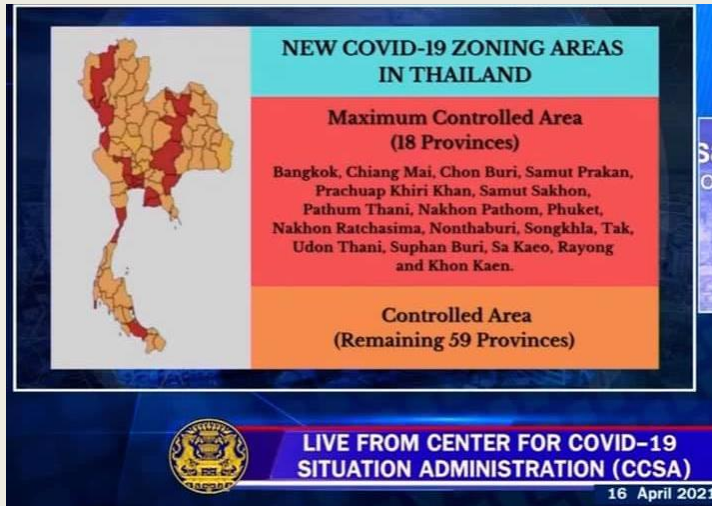 NEW COVID-19 ZONING AREAS
IN THAILAND
Maximum Controlled Area
(18 Provinces)
Bangkok, Chiang Mai, Chon Buri, Samut Prakan,
Prachuap Khiri Khan, Samut Sakhon,
Pathum Thani, Nakhon Pathom, Phuket,
Nakhon Ratchasima, Nonthaburi, Songkhla, Tak,
Udon Thani, Suphan Buri, Sa Kaeo, Rayong
and Khon Kaen.
Controlled Area
(Remaining 59 Provinces)
LIVE FROM CENTER FOR COVID-19
SITUATION ADMINISTRATION (CCSA)
16 April 2021